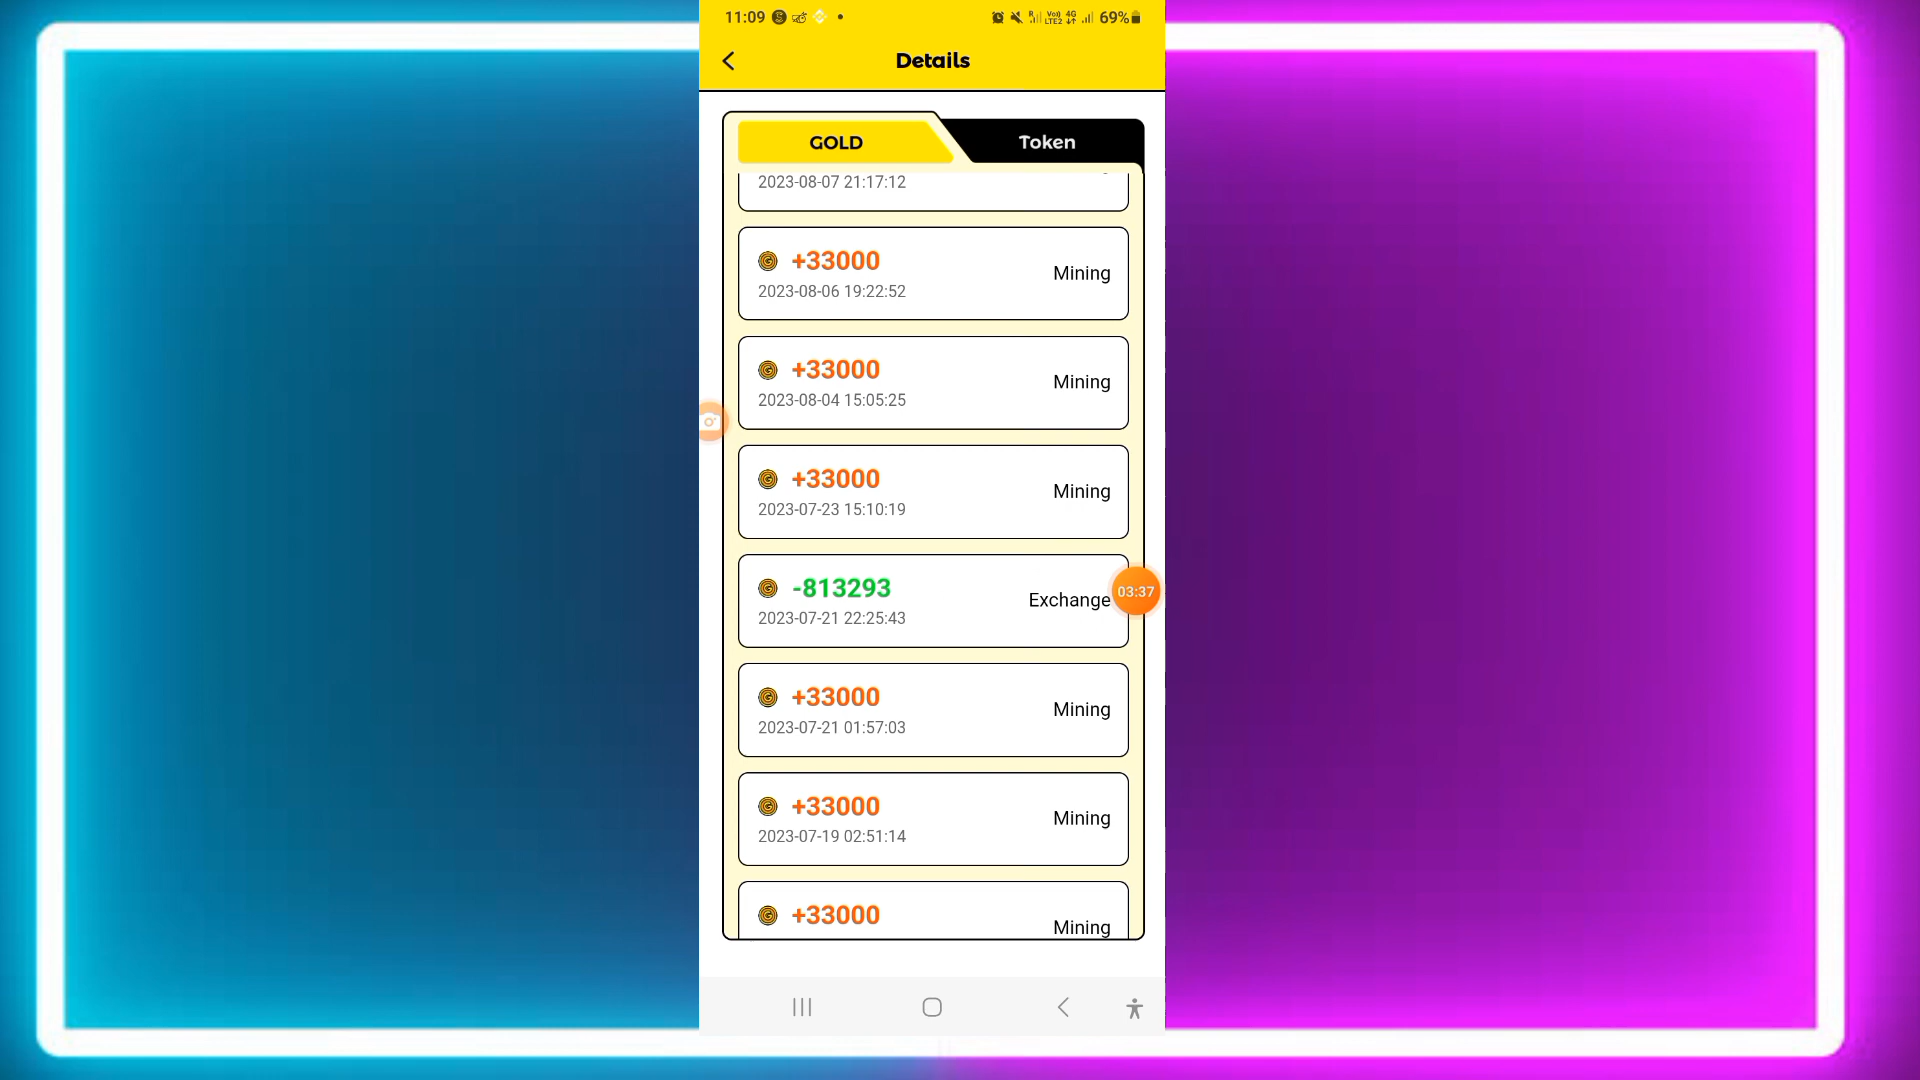 11:09
69%
Details
GOLD
Token
2023-08-07 21:17:12
+33000
Mining
2023-08-06 19:22:52
+33000
Mining
2023-08-04 15:05:25
+33000
Mining
2023-07-23 15:10:19
-813293
Exchange
03:37
2023-07-21 22:25:43
+33000
Mining
2023-07-21 01:57:03
+33000
Mining
2023-07-19 02:51:14
+33000
Mining